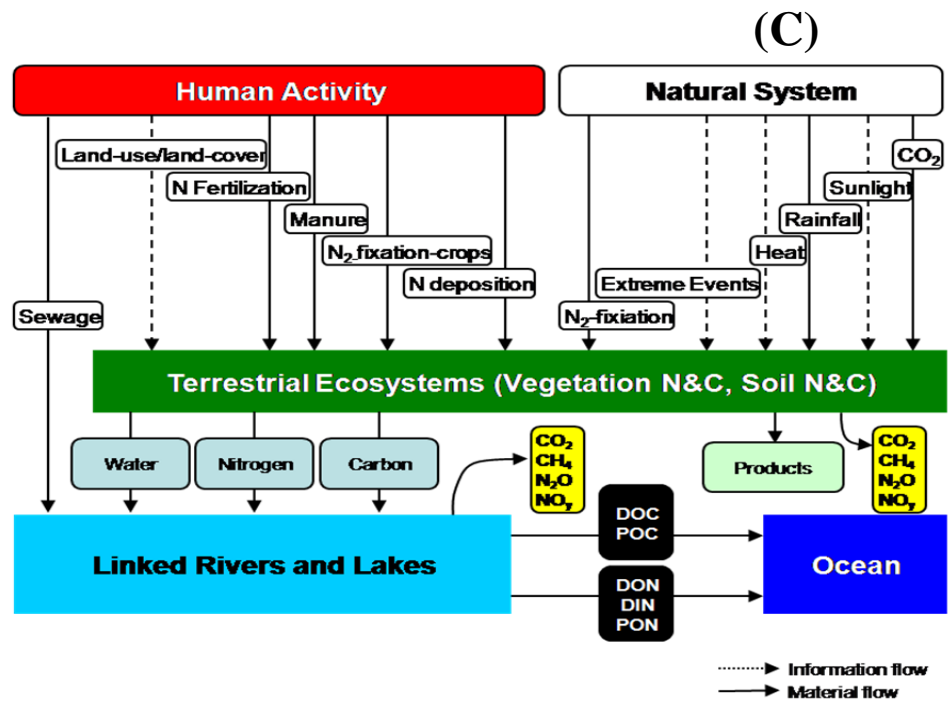 (C)
Human Activity
Natural System
Land-use/land-cover
CO₂
N Fertilization
Sunlight
Manure
Rainfall
N₂ fixation-crops
Heat
N deposition
Extreme Events
Sewage
N₂-fixiation
Terrestrial Ecosystems (Vegetation N&C, Soil N&C)
Water
Nitrogen
Carbon
CO₂
CH₄
N₂O
NOᵧ
Products
CO₂
CH₄
N₂O
NOᵧ
DOC
POC
Linked Rivers and Lakes
Ocean
DON
DIN
PON
Information flow
Material flow